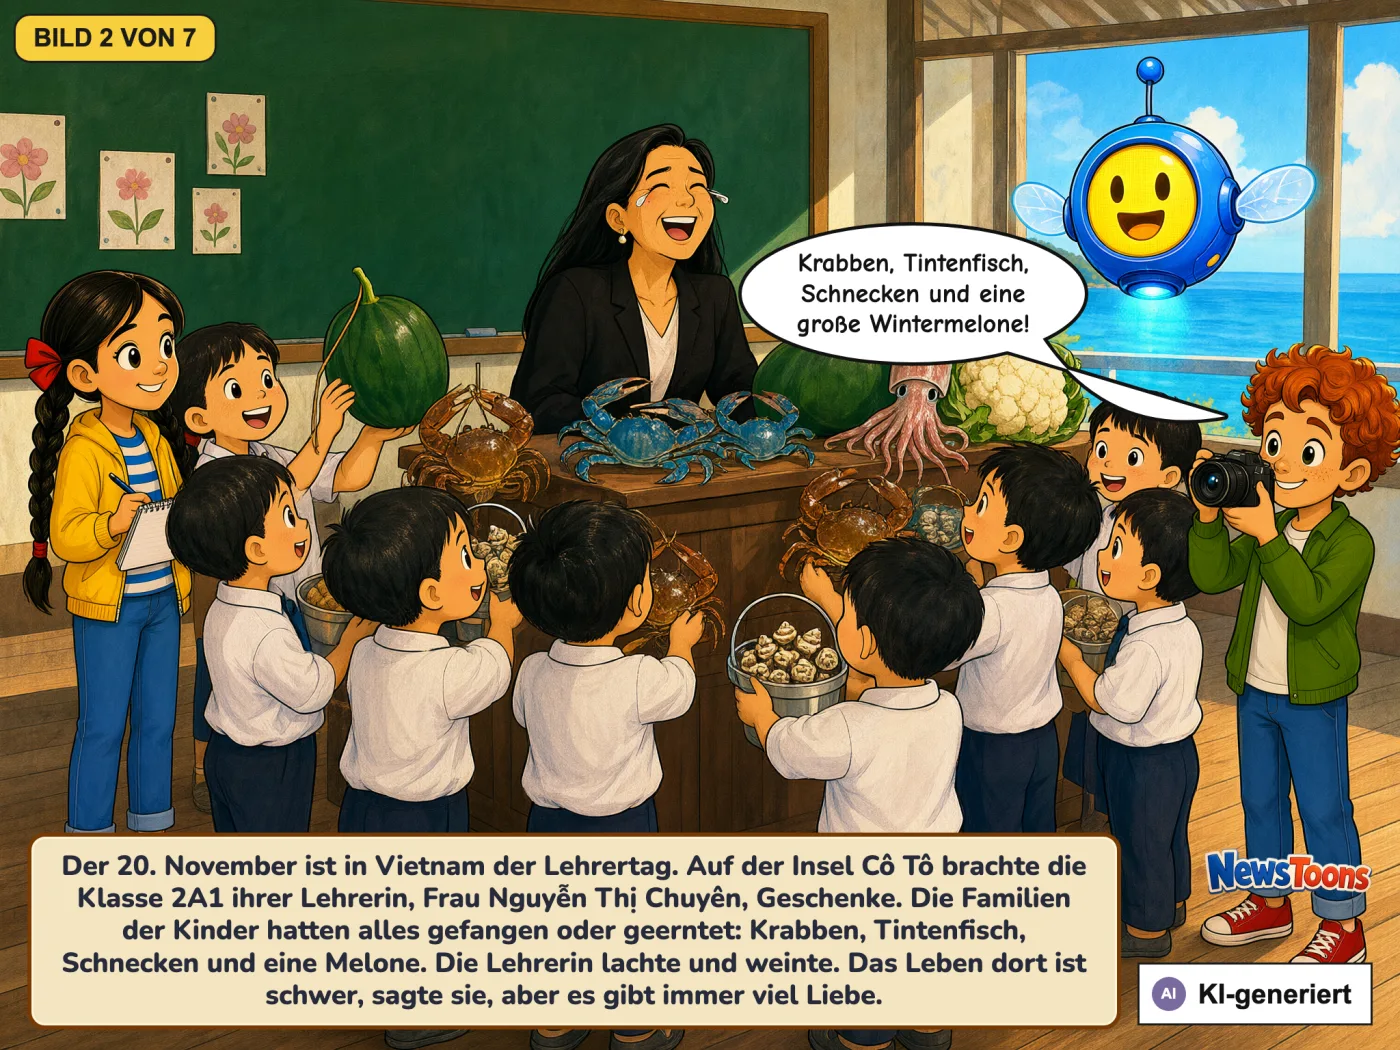 BILD 2 VON 7
Krabben, Tintenfisch,
Schnecken und eine
große Wintermelone!
Der 20. November ist in Vietnam der Lehrertag. Auf der Insel Cô Tô brachte die
Klasse 2A1 ihrer Lehrerin, Frau Nguyễn Thị Chuyên, Geschenke. Die Familien
der Kinder hatten alles gefangen oder geerntet: Krabben, Tintenfisch,
Schnecken und eine Melone. Die Lehrerin lachte und weinte. Das Leben dort ist
schwer, sagte sie, aber es gibt immer viel Liebe.
NEWSTOONS
AI KI-generiert